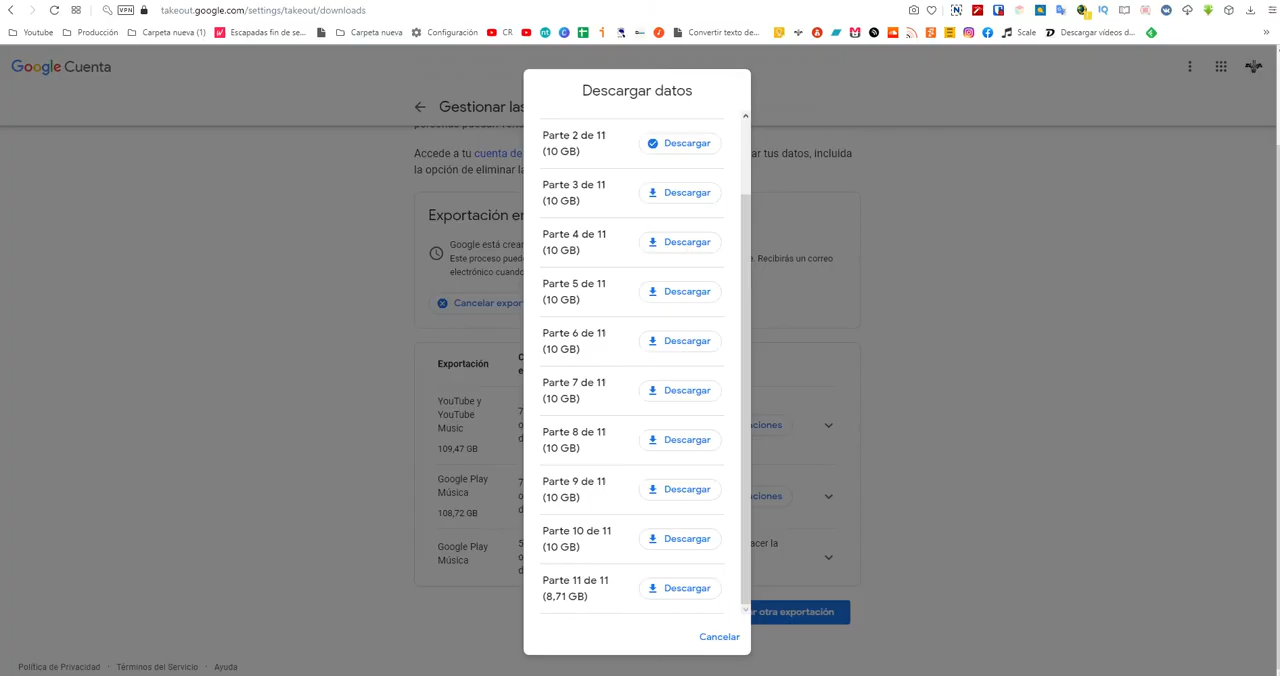 VPN
takeout.google.com/settings/takeout/downloads
Youtube
Producción
Carpeta nueva (1)
Escapadas fin de se...
Carpeta nueva
Configuración
CR
Convertir texto de...
Scale
Descargar vídeos d...
»
Google Cuenta
Gestionar las
Descargar datos
Accede a tu cuenta de
ar tus datos, incluida
la opción de eliminar l
Parte 2 de 11
(10 GB)
Descargar
Parte 3 de 11
(10 GB)
Descargar
Parte 4 de 11
(10 GB)
Descargar
Parte 5 de 11
(10 GB)
Descargar
Parte 6 de 11
(10 GB)
Descargar
Parte 7 de 11
(10 GB)
Descargar
Parte 8 de 11
(10 GB)
Descargar
Parte 9 de 11
(10 GB)
Descargar
Parte 10 de 11
(10 GB)
Descargar
Parte 11 de 11
(8,71 GB)
Descargar
Cancelar
Exportación e
Google está crea
Este proceso pued
e. Recibirás un correo
electrónico cuando
Cancelar expor
Exportación
YouTube y
YouTube
Music
109,47 GB
ciones
Google Play
Música
108,72 GB
ciones
Google Play
Música
acer la
r otra exportación
Política de Privacidad · Términos del Servicio · Ayuda